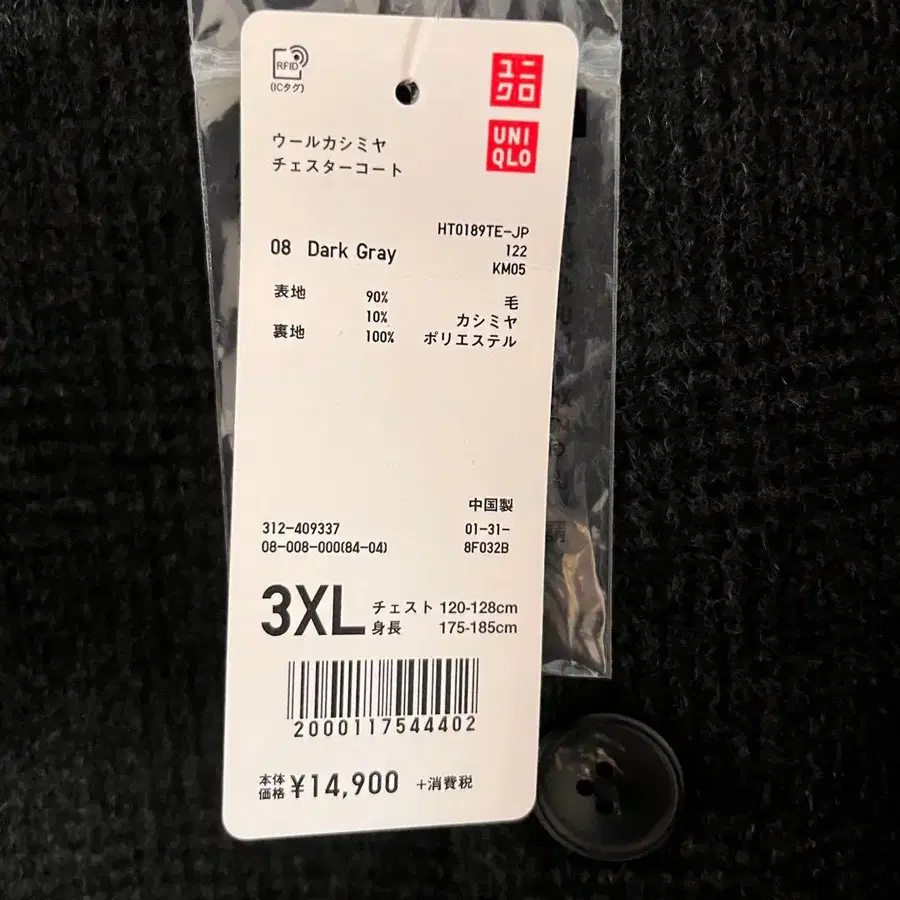 RFID
(ICタグ)
ユニ
クロ
UNI
QLO
ウールカシミヤ
チェスターコート
HT0189TE-JP
08 Dark Gray
122
KM05
表地 90% 毛
10% カシミヤ
裏地 100% ポリエステル
中国製
312-409337 01-31-
08-008-000(84-04) 8F032B
3XL チェスト 120-128cm
身長 175-185cm
2000117544402
本体
価格 ¥14,900 +消費税